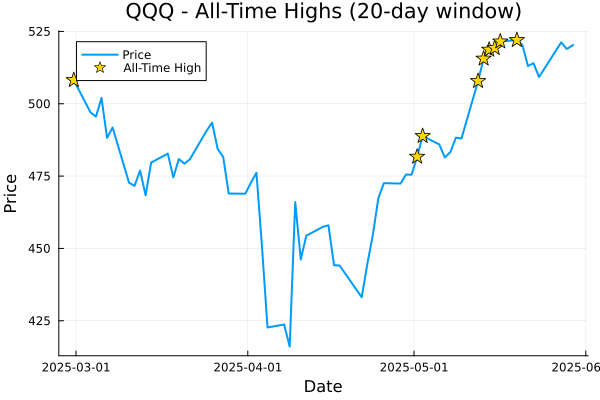 QQQ - All-Time Highs (20-day window)
525
500
475
450
425
Price
Price
All-Time High
2025-03-01
2025-04-01
2025-05-01
2025-06
Date